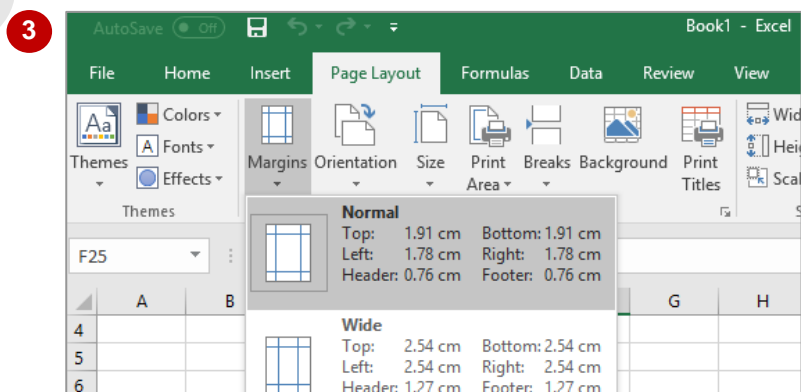 3
AutoSave Off Book1 - Excel
File Home Insert Page Layout Formulas Data Review View
Aa Colors
A Fonts
Effects
Themes
Margins Orientation Size Print Area Breaks Background Print Titles
Themes
F25
Normal
Top: 1.91 cm Bottom: 1.91 cm
Left: 1.78 cm Right: 1.78 cm
Header: 0.76 cm Footer: 0.76 cm
A B G H
4
Wide
Top: 2.54 cm Bottom: 2.54 cm
5
Left: 2.54 cm Right: 2.54 cm
6
Header: 1.27 cm Footer: 1.27 cm